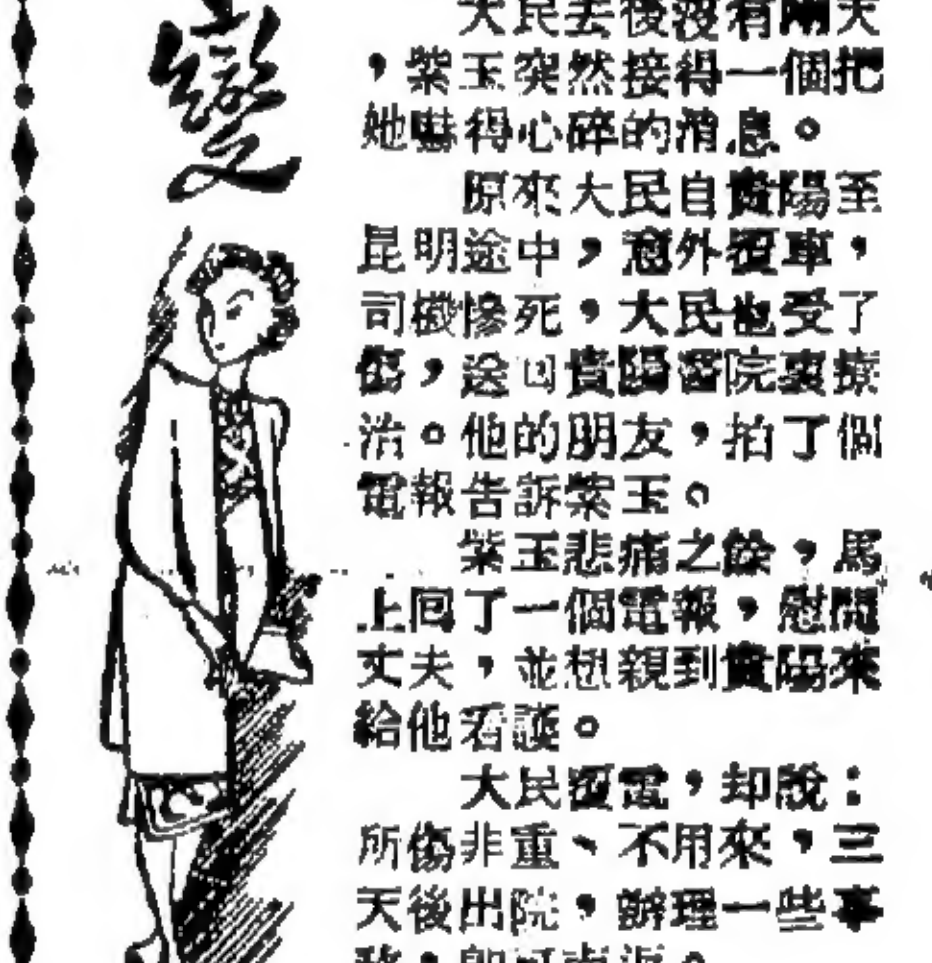 變
大民去後沒有兩天
，紫玉突然接得一個把
她嚇得心碎的消息。
原來大民自貴陽至
昆明途中，意外覆車，
司機慘死，大民也受了
傷，送回貴陽醫院裏療
治。他的朋友，拍了個
電報告訴紫玉。
紫玉悲痛之餘，馬
上回了一個電報，慰問
丈夫，並想親到貴陽來
給他看護。
大民覆電，却說：
所傷非重、不用來，三
天後出院，辦理一些事
務，即可南返。